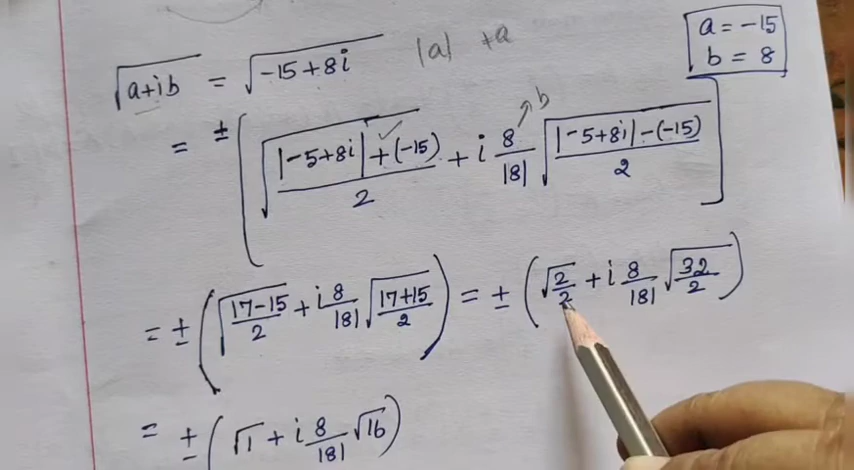 √(a+ib) = √(-15+8i) |a| +a
a = -15
b = 8
= ± [√((|-5+8i| + (-15))/2) + i 8/|8| √((|-5+8i| - (-15))/2)] → b
= ± (√((17-15)/2) + i 8/|8| √((17+15)/2)) = ± (√(2/2) + i 8/|8| √(32/2))
= ± (√1 + i 8/|8| √16)